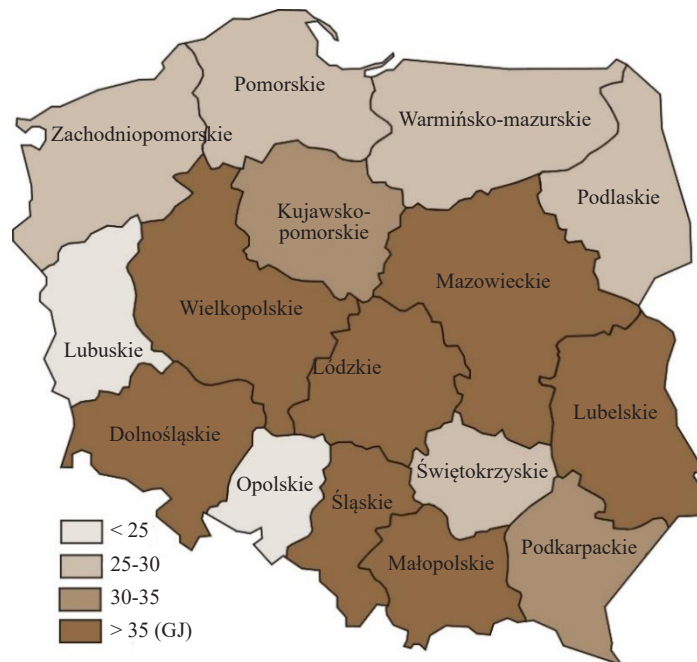 Pomorskie
Zachodniopomorskie
Warmińsko-mazurskie
Podlaskie
Kujawsko-
pomorskie
Mazowieckie
Wielkopolskie
Lubuskie
Łódzkie
Lubelskie
Dolnośląskie
Świętokrzyskie
Opolskie
Śląskie
Podkarpackie
Małopolskie
< 25
25-30
30-35
> 35 (GJ)